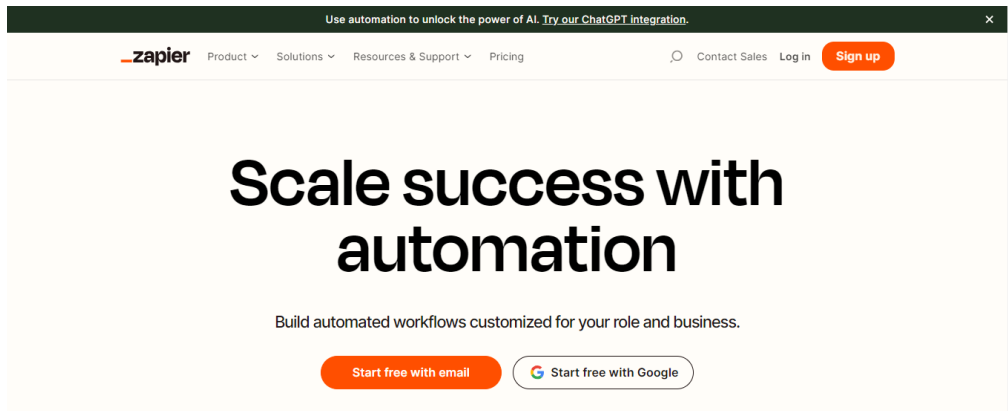 Use automation to unlock the power of AI. Try our ChatGPT integration.
_zapier Product Solutions Resources & Support Pricing Contact Sales Log in Sign up
Scale success with
automation
Build automated workflows customized for your role and business.
Start free with email Start free with Google